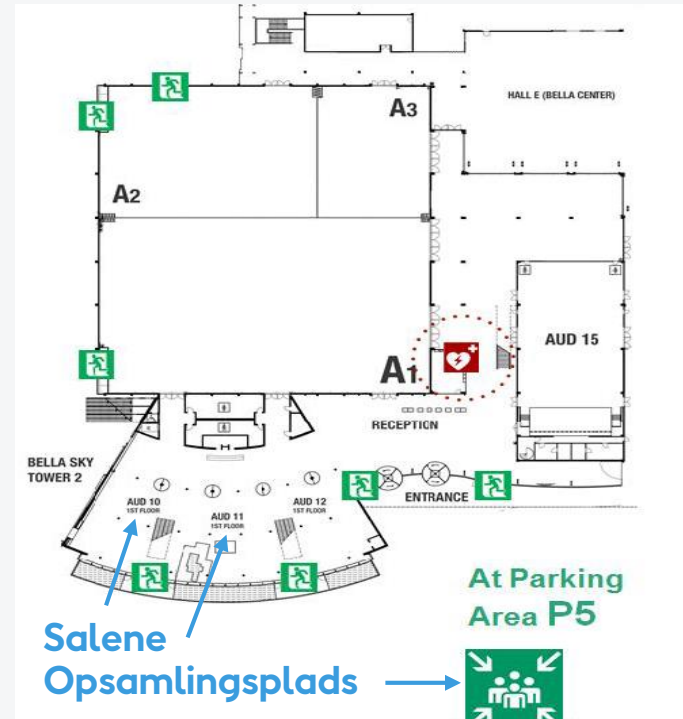 HALL E (BELLA CENTER)
A3
A2
AUD 15
A1
RECEPTION
BELLA SKY
TOWER 2
ENTRANCE
AUD 10
1ST FLOOR
AUD 11
1ST FLOOR
AUD 12
1ST FLOOR
At Parking
Area P5
Salene
Opsamlingsplads